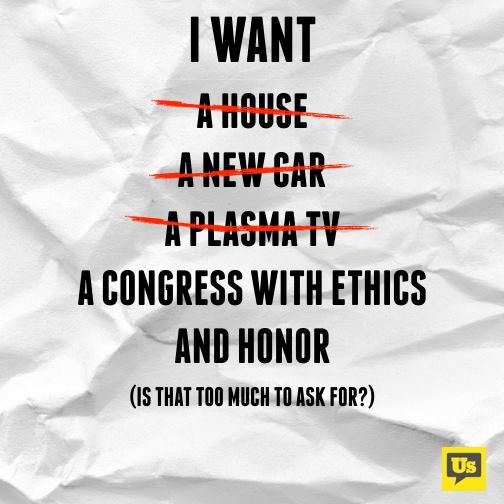 I WANT
A HOUSE
A NEW CAR
A PLASMA TV
A CONGRESS WITH ETHICS
AND HONOR
(IS THAT TOO MUCH TO ASK FOR?)
Us